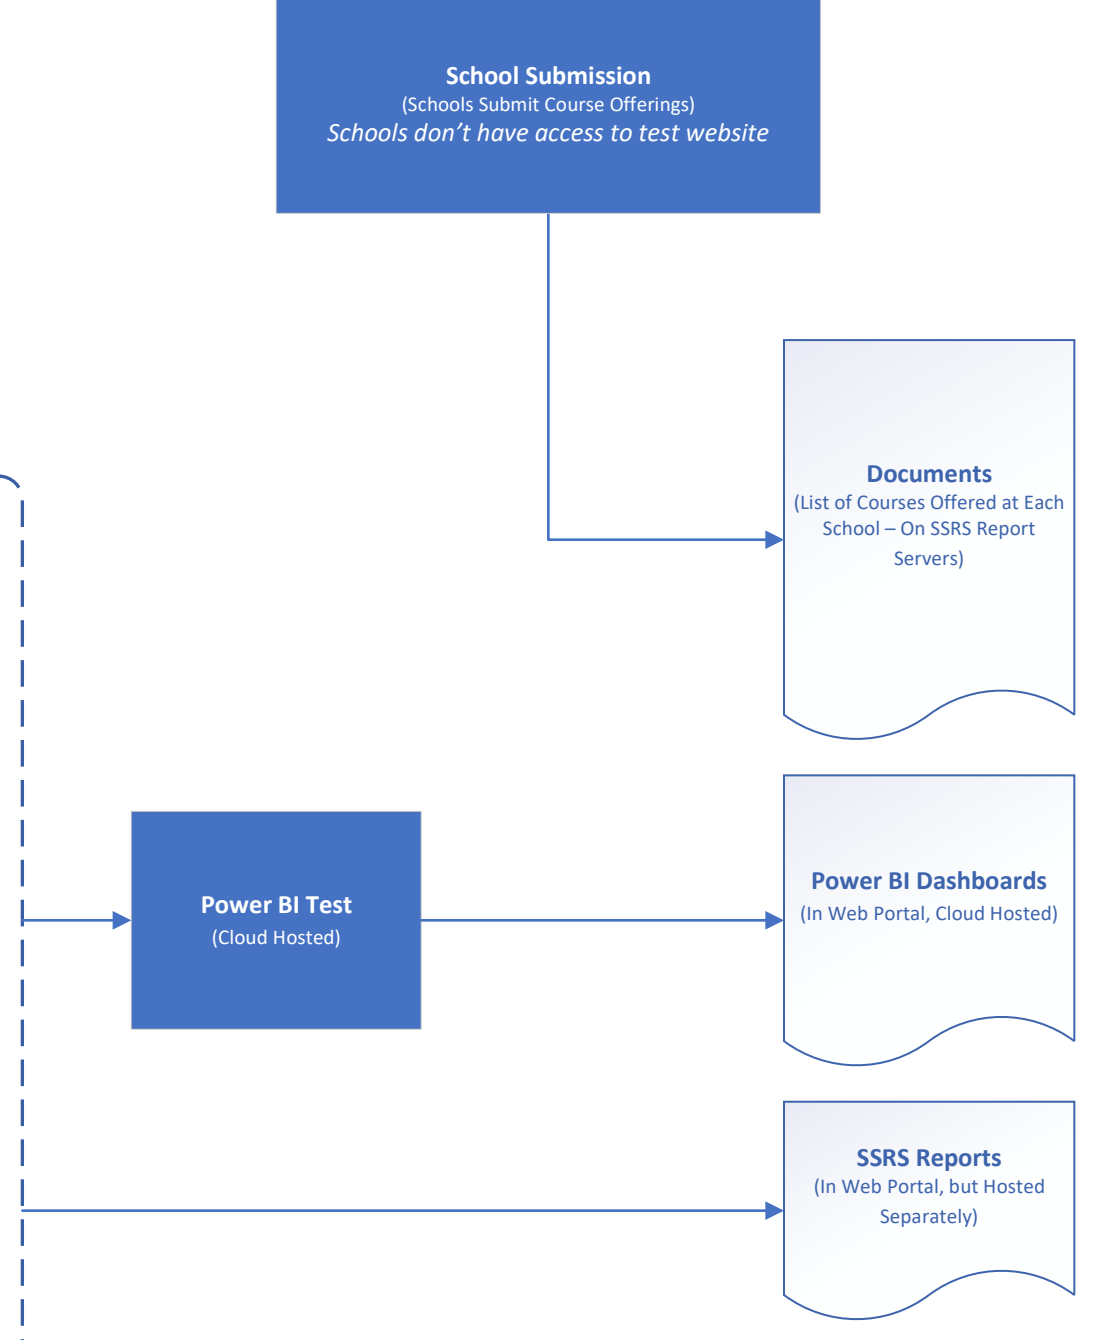 School Submission
(Schools Submit Course Offerings)
Schools don’t have access to test website
Documents
(List of Courses Offered at Each
School – On SSRS Report
Servers)
Power BI Test
(Cloud Hosted)
Power BI Dashboards
(In Web Portal, Cloud Hosted)
SSRS Reports
(In Web Portal, but Hosted
Separately)